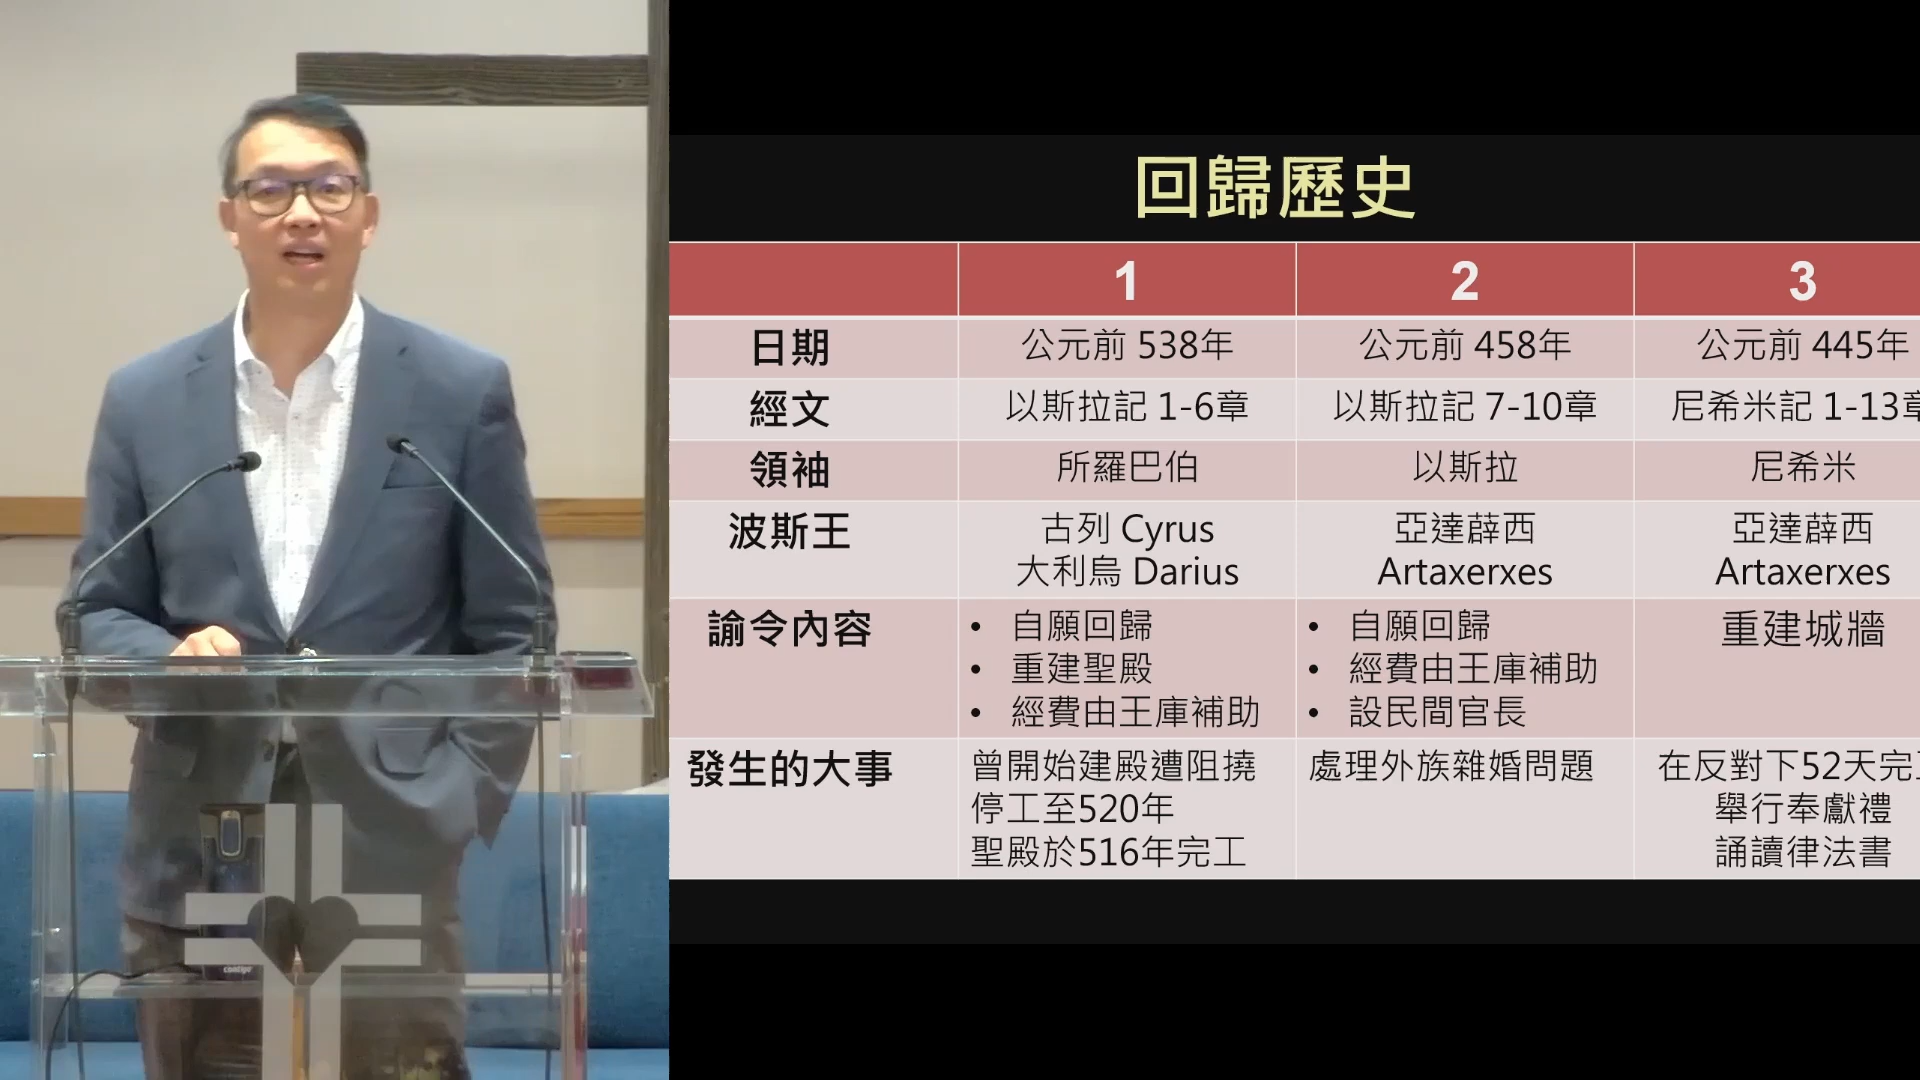 回歸歷史
1 2 3
日期 公元前 538年 公元前 458年 公元前 445年
經文 以斯拉記 1-6章 以斯拉記 7-10章 尼希米記 1-13章
領袖 所羅巴伯 以斯拉 尼希米
波斯王 古列 Cyrus 亞達薛西 亞達薛西
大利烏 Darius Artaxerxes Artaxerxes
諭令內容 • 自願回歸 • 自願回歸 重建城牆
• 重建聖殿 • 經費由王庫補助
• 經費由王庫補助 • 設民間官長
發生的大事 曾開始建殿遭阻撓 處理外族雜婚問題 在反對下52天完工
停工至520年 舉行奉獻禮
聖殿於516年完工 誦讀律法書
contigo